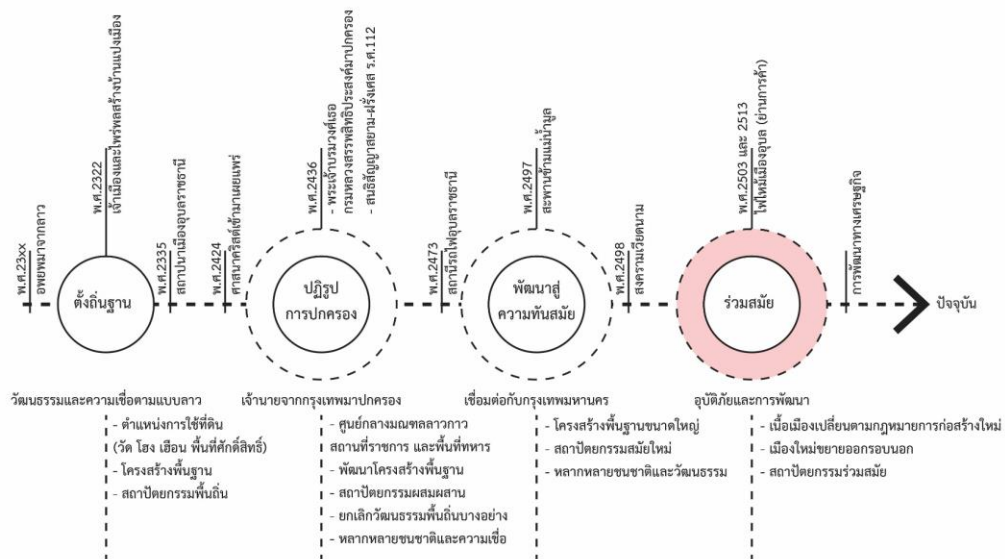 พ.ศ.23xx
อพยพมาจากลาว
พ.ศ.2322
เจ้าเมืองและไพร่พลสร้างบ้านแปงเมือง
พ.ศ.2335
สถาปนาเมืองอุบลราชธานี
พ.ศ.2424
ศาสนาคริสต์เข้ามาเผยแพร่
พ.ศ.2436
- พระเจ้าบรมวงศ์เธอ
กรมหลวงสรรพสิทธิประสงค์มาปกครอง
- สนธิสัญญาสยาม-ฝรั่งเศส ร.ศ.112
พ.ศ.2473
สถานีรถไฟอุบลราชธานี
พ.ศ.2497
สะพานข้ามแม่น้ำมูล
พ.ศ.2498
สงครามเวียดนาม
พ.ศ.2503 และ 2513
ไฟไหม้เมืองอุบล (ย่านการค้า)
การพัฒนาทางเศรษฐกิจ
ตั้งถิ่นฐาน
ปฏิรูป
การปกครอง
พัฒนาสู่
ความทันสมัย
ร่วมสมัย
ปัจจุบัน
วัฒนธรรมและความเชื่อตามแบบลาว
- ตำแหน่งการใช้ที่ดิน
(วัด โฮง เฮือน พื้นที่ศักดิ์สิทธิ์)
- โครงสร้างพื้นฐาน
- สถาปัตยกรรมพื้นถิ่น
เจ้านายจากกรุงเทพมาปกครอง
- ศูนย์กลางมณฑลลาวกาว
สถานที่ราชการ และพื้นที่ทหาร
- พัฒนาโครงสร้างพื้นฐาน
- สถาปัตยกรรมผสมผสาน
- ยกเลิกวัฒนธรรมพื้นถิ่นบางอย่าง
- หลากหลายชนชาติและความเชื่อ
เชื่อมต่อกับกรุงเทพมหานคร
- โครงสร้างพื้นฐานขนาดใหญ่
- สถาปัตยกรรมสมัยใหม่
- หลากหลายชนชาติและวัฒนธรรม
อุบัติภัยและการพัฒนา
- เนื้อเมืองเปลี่ยนตามกฎหมายการก่อสร้างใหม่
- เมืองใหม่ขยายออกรอบนอก
- สถาปัตยกรรมร่วมสมัย